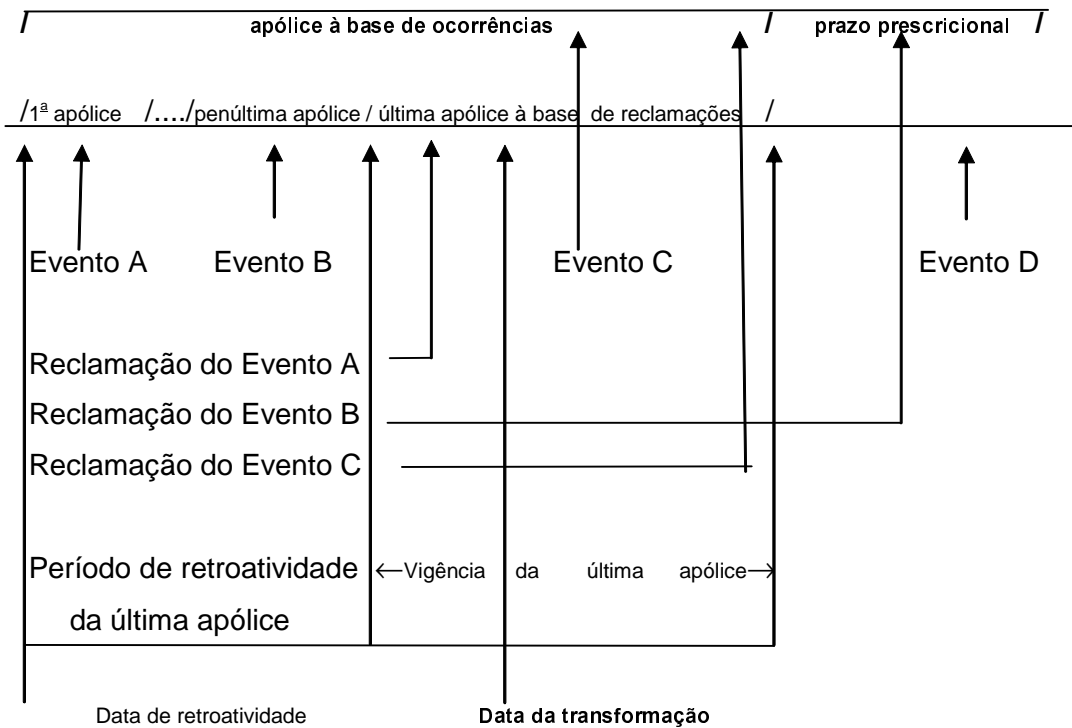 / apólice à base de ocorrências / prazo prescricional /
/1ª apólice /..../penúltima apólice / última apólice à base de reclamações /
Evento A Evento B Evento C Evento D
Reclamação do Evento A
Reclamação do Evento B
Reclamação do Evento C
Período de retroatividade ←Vigência da última apólice→
da última apólice
Data de retroatividade Data da transformação